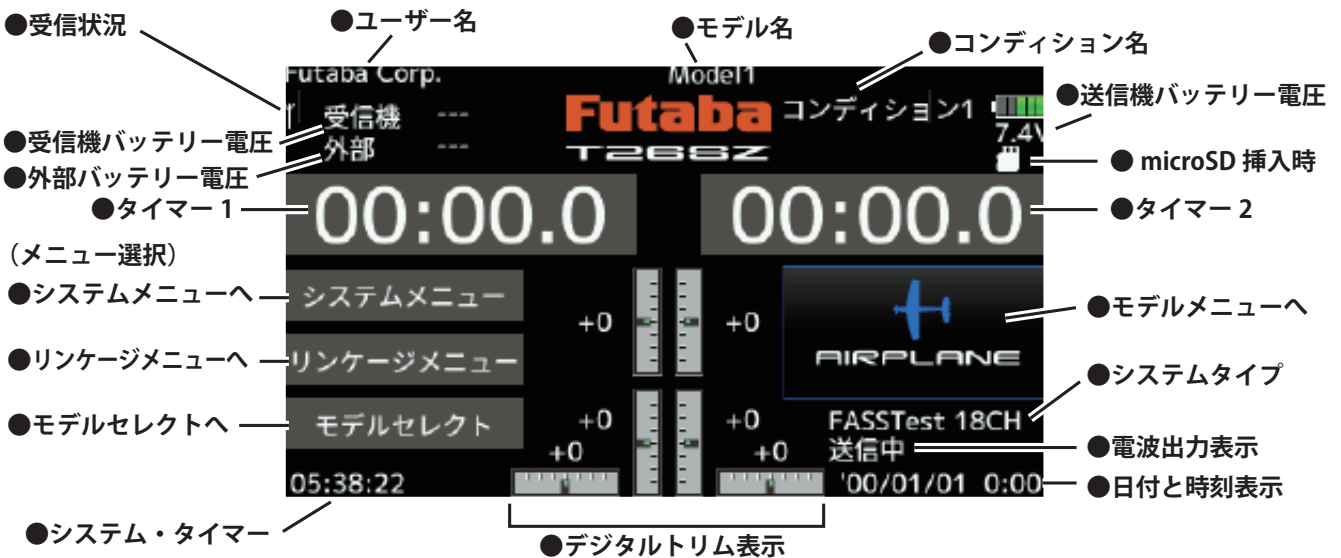 ●受信状況
●ユーザー名
●モデル名
●コンディション名
Futaba Corp.
Model1
●送信機バッテリー電圧
受信機 ---
Futaba
コンディション1
●受信機バッテリー電圧
外部 ---
T26SZ
7.4V
●外部バッテリー電圧
● microSD 挿入時
●タイマー 1
00:00.0
00:00.0
●タイマー 2
（メニュー選択）
●システムメニューへ
システムメニュー
+0
+0
●モデルメニューへ
●リンケージメニューへ
リンケージメニュー
AIRPLANE
●システムタイプ
●モデルセレクトへ
モデルセレクト
+0
+0
FASSTest 18CH
+0
+0
送信中
●電波出力表示
05:38:22
'00/01/01 0:00
●日付と時刻表示
●システム・タイマー
●デジタルトリム表示